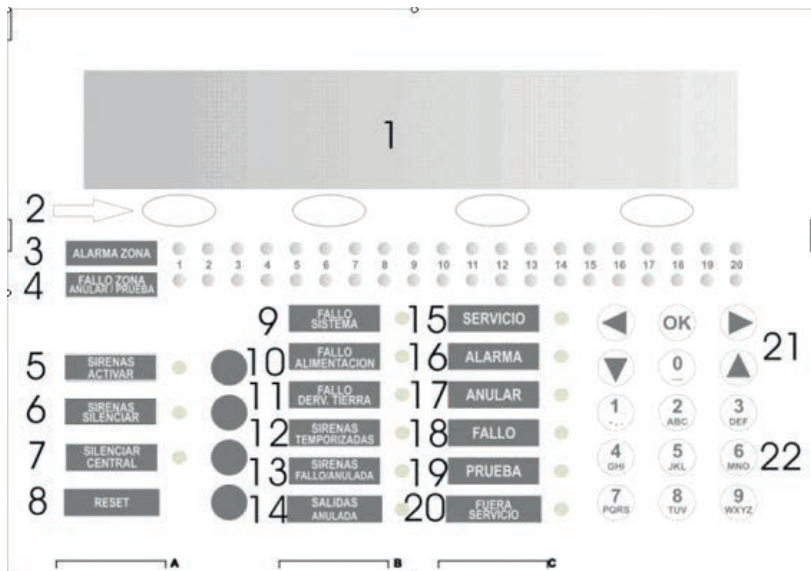 1
2
3 ALARMA ZONA
1 2 3 4 5 6 7 8 9 10 11 12 13 14 15 16 17 18 19 20
4 FALLO ZONA
ANULAR / PRUEBA
5 SIRENAS
ACTIVAR
6 SIRENAS
SILENCIAR
7 SILENCIAR
CENTRAL
8 RESET
9 FALLO
SISTEMA
10 FALLO
ALIMENTACION
11 FALLO
DERV. TIERRA
12 SIRENAS
TEMPORIZADAS
13 SIRENAS
FALLO/ANULADA
14 SALIDAS
ANULADA
15 SERVICIO
16 ALARMA
17 ANULAR
18 FALLO
19 PRUEBA
20 FUERA
SERVICIO
OK
21
0
_
1 2 3
-,. ABC DEF
4 5 6
GHI JKL MNO
22
7 8 9
PQRS TUV WXYZ
A B C